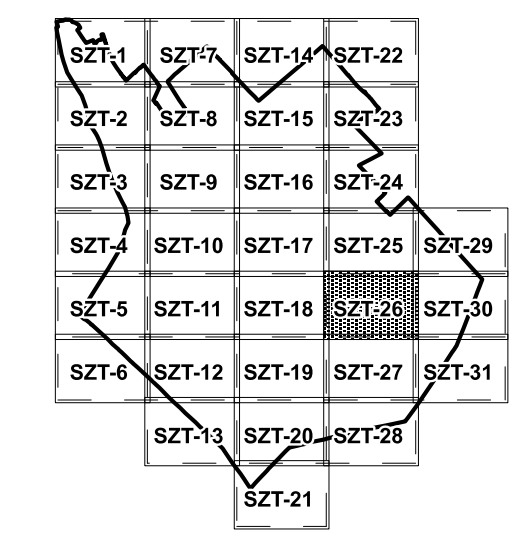 SZT-1 SZT-7 SZT-14 SZT-22
SZT-2 SZT-8 SZT-15 SZT-23
SZT-3 SZT-9 SZT-16 SZT-24
SZT-4 SZT-10 SZT-17 SZT-25 SZT-29
SZT-5 SZT-11 SZT-18 SZT-26 SZT-30
SZT-6 SZT-12 SZT-19 SZT-27 SZT-31
SZT-13 SZT-20 SZT-28
SZT-21